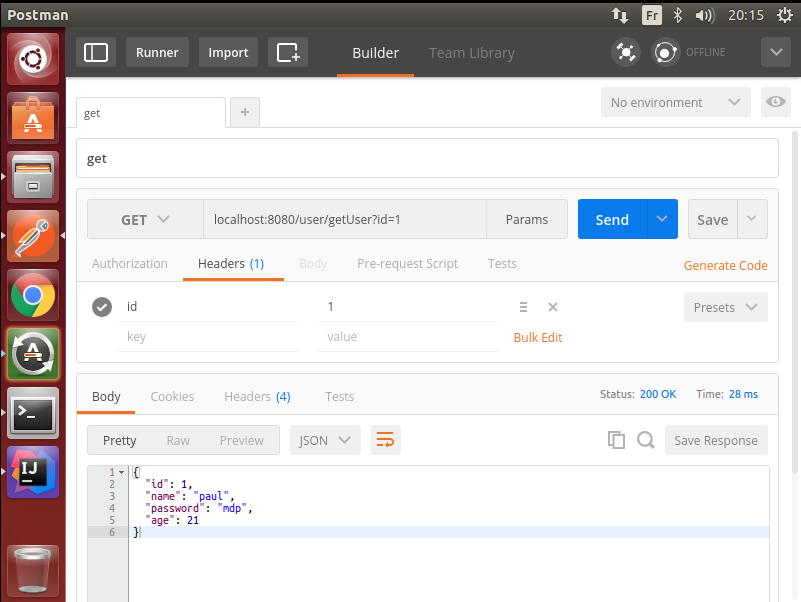 Postman
Fr
20:15
Runner
Import
Builder
Team Library
OFFLINE
get
+
No environment
get
GET
localhost:8080/user/getUser?id=1
Params
Send
Save
Authorization
Headers (1)
Body
Pre-request Script
Tests
Generate Code
id
1
Presets
key
value
Bulk Edit
Body
Cookies
Headers (4)
Tests
Status: 200 OK
Time: 28 ms
Pretty
Raw
Preview
JSON
Save Response
1 {
2 "id": 1,
3 "name": "paul",
4 "password": "mdp",
5 "age": 21
6 }